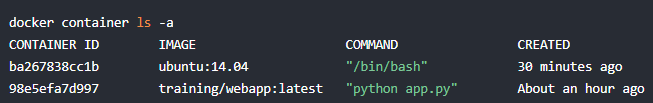 docker container ls -a
CONTAINER ID IMAGE COMMAND CREATED
ba267838cc1b ubuntu:14.04 "/bin/bash" 30 minutes ago
98e5efa7d997 training/webapp:latest "python app.py" About an hour ago